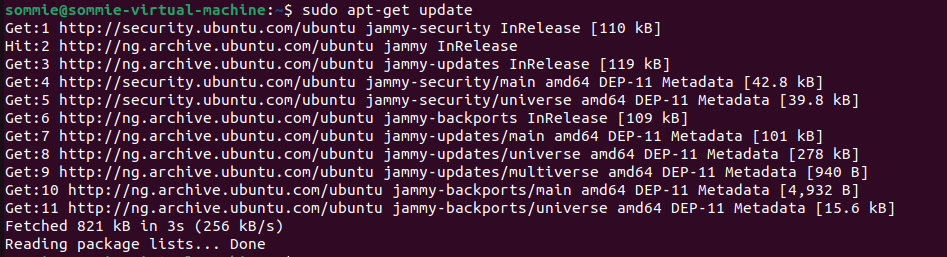 sommie@sommie-virtual-machine:~$ sudo apt-get update
Get:1 http://security.ubuntu.com/ubuntu jammy-security InRelease [110 kB]
Hit:2 http://ng.archive.ubuntu.com/ubuntu jammy InRelease
Get:3 http://ng.archive.ubuntu.com/ubuntu jammy-updates InRelease [119 kB]
Get:4 http://security.ubuntu.com/ubuntu jammy-security/main amd64 DEP-11 Metadata [42.8 kB]
Get:5 http://security.ubuntu.com/ubuntu jammy-security/universe amd64 DEP-11 Metadata [39.8 kB]
Get:6 http://ng.archive.ubuntu.com/ubuntu jammy-backports InRelease [109 kB]
Get:7 http://ng.archive.ubuntu.com/ubuntu jammy-updates/main amd64 DEP-11 Metadata [101 kB]
Get:8 http://ng.archive.ubuntu.com/ubuntu jammy-updates/universe amd64 DEP-11 Metadata [278 kB]
Get:9 http://ng.archive.ubuntu.com/ubuntu jammy-updates/multiverse amd64 DEP-11 Metadata [940 B]
Get:10 http://ng.archive.ubuntu.com/ubuntu jammy-backports/main amd64 DEP-11 Metadata [4,932 B]
Get:11 http://ng.archive.ubuntu.com/ubuntu jammy-backports/universe amd64 DEP-11 Metadata [15.6 kB]
Fetched 821 kB in 3s (256 kB/s)
Reading package lists... Done